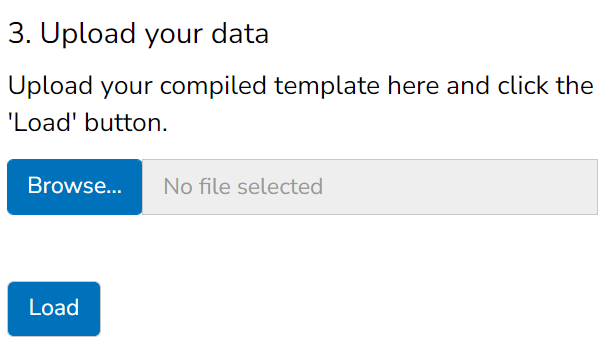 3. Upload your data
Upload your compiled template here and click the
'Load' button.
Browse... No file selected
Load